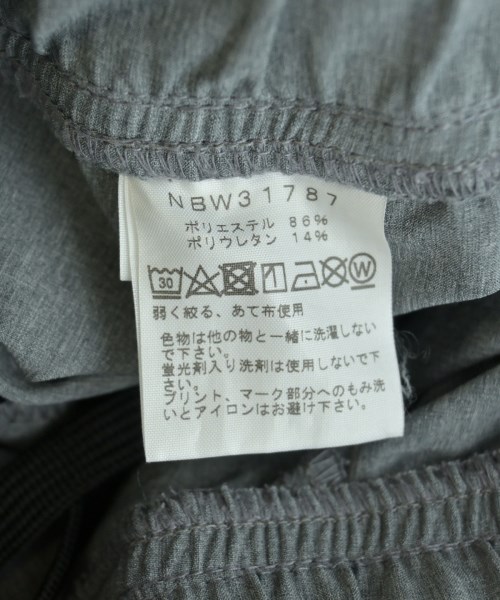 NBW31787
ポリエステル 86%
ポリウレタン 14%
30 W
弱く絞る、あて布使用
色物は他の物と一緒に洗濯しない
で下さい。
蛍光剤入り洗剤は使用しないで下
さい。
プリント、マーク部分へのもみ洗
いとアイロンはお避け下さい。